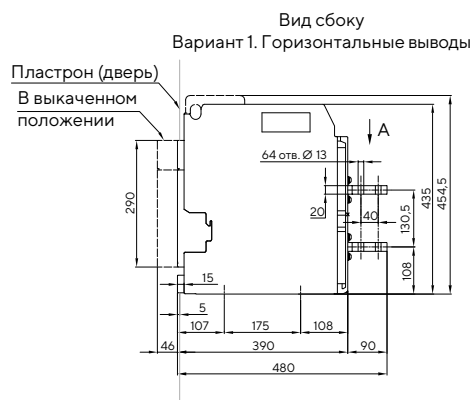 Вид сбоку
Вариант 1. Горизонтальные выводы
Пластрон (дверь)
В выкаченном
положении
А
64 отв. Ø 13
290
20
40
130,5
435
454,5
108
15
5
107
175
108
46
390
90
480